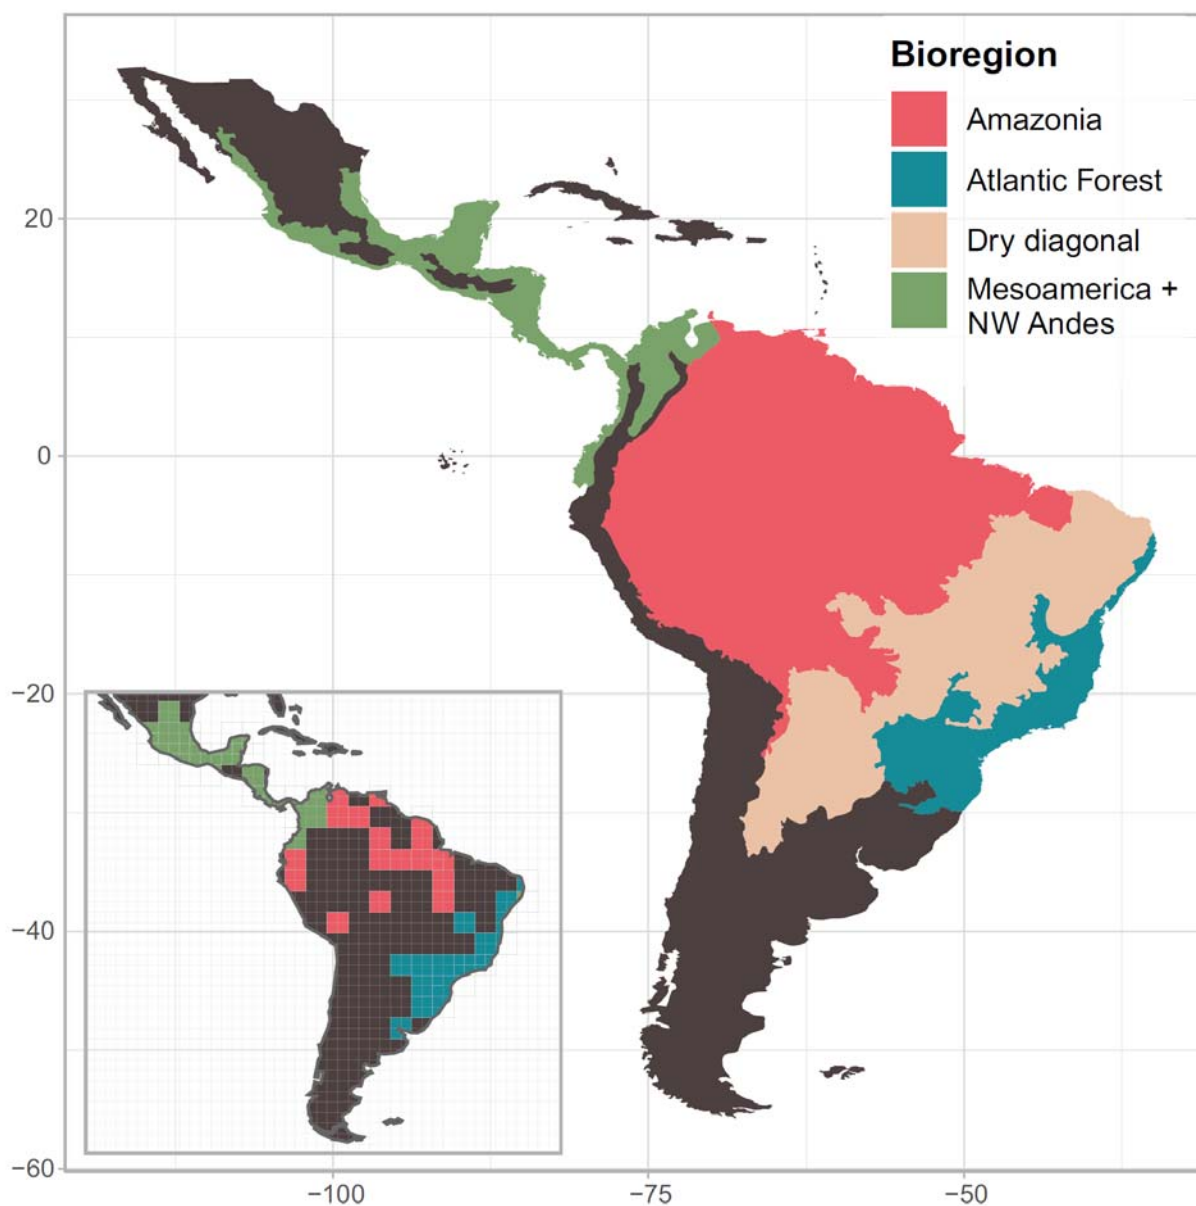 Bioregion
Amazonia
Atlantic Forest
Dry diagonal
Mesoamerica +
NW Andes
20
0
−20
−40
−60
−100
−75
−50